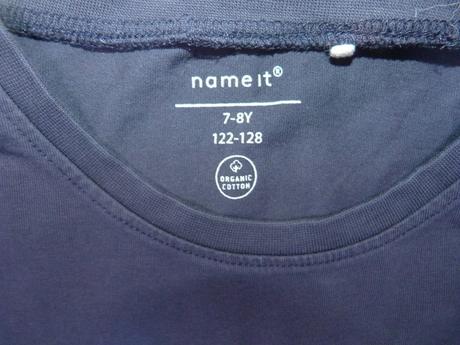 name it®
7-8Y
122-128
ORGANIC
COTTON